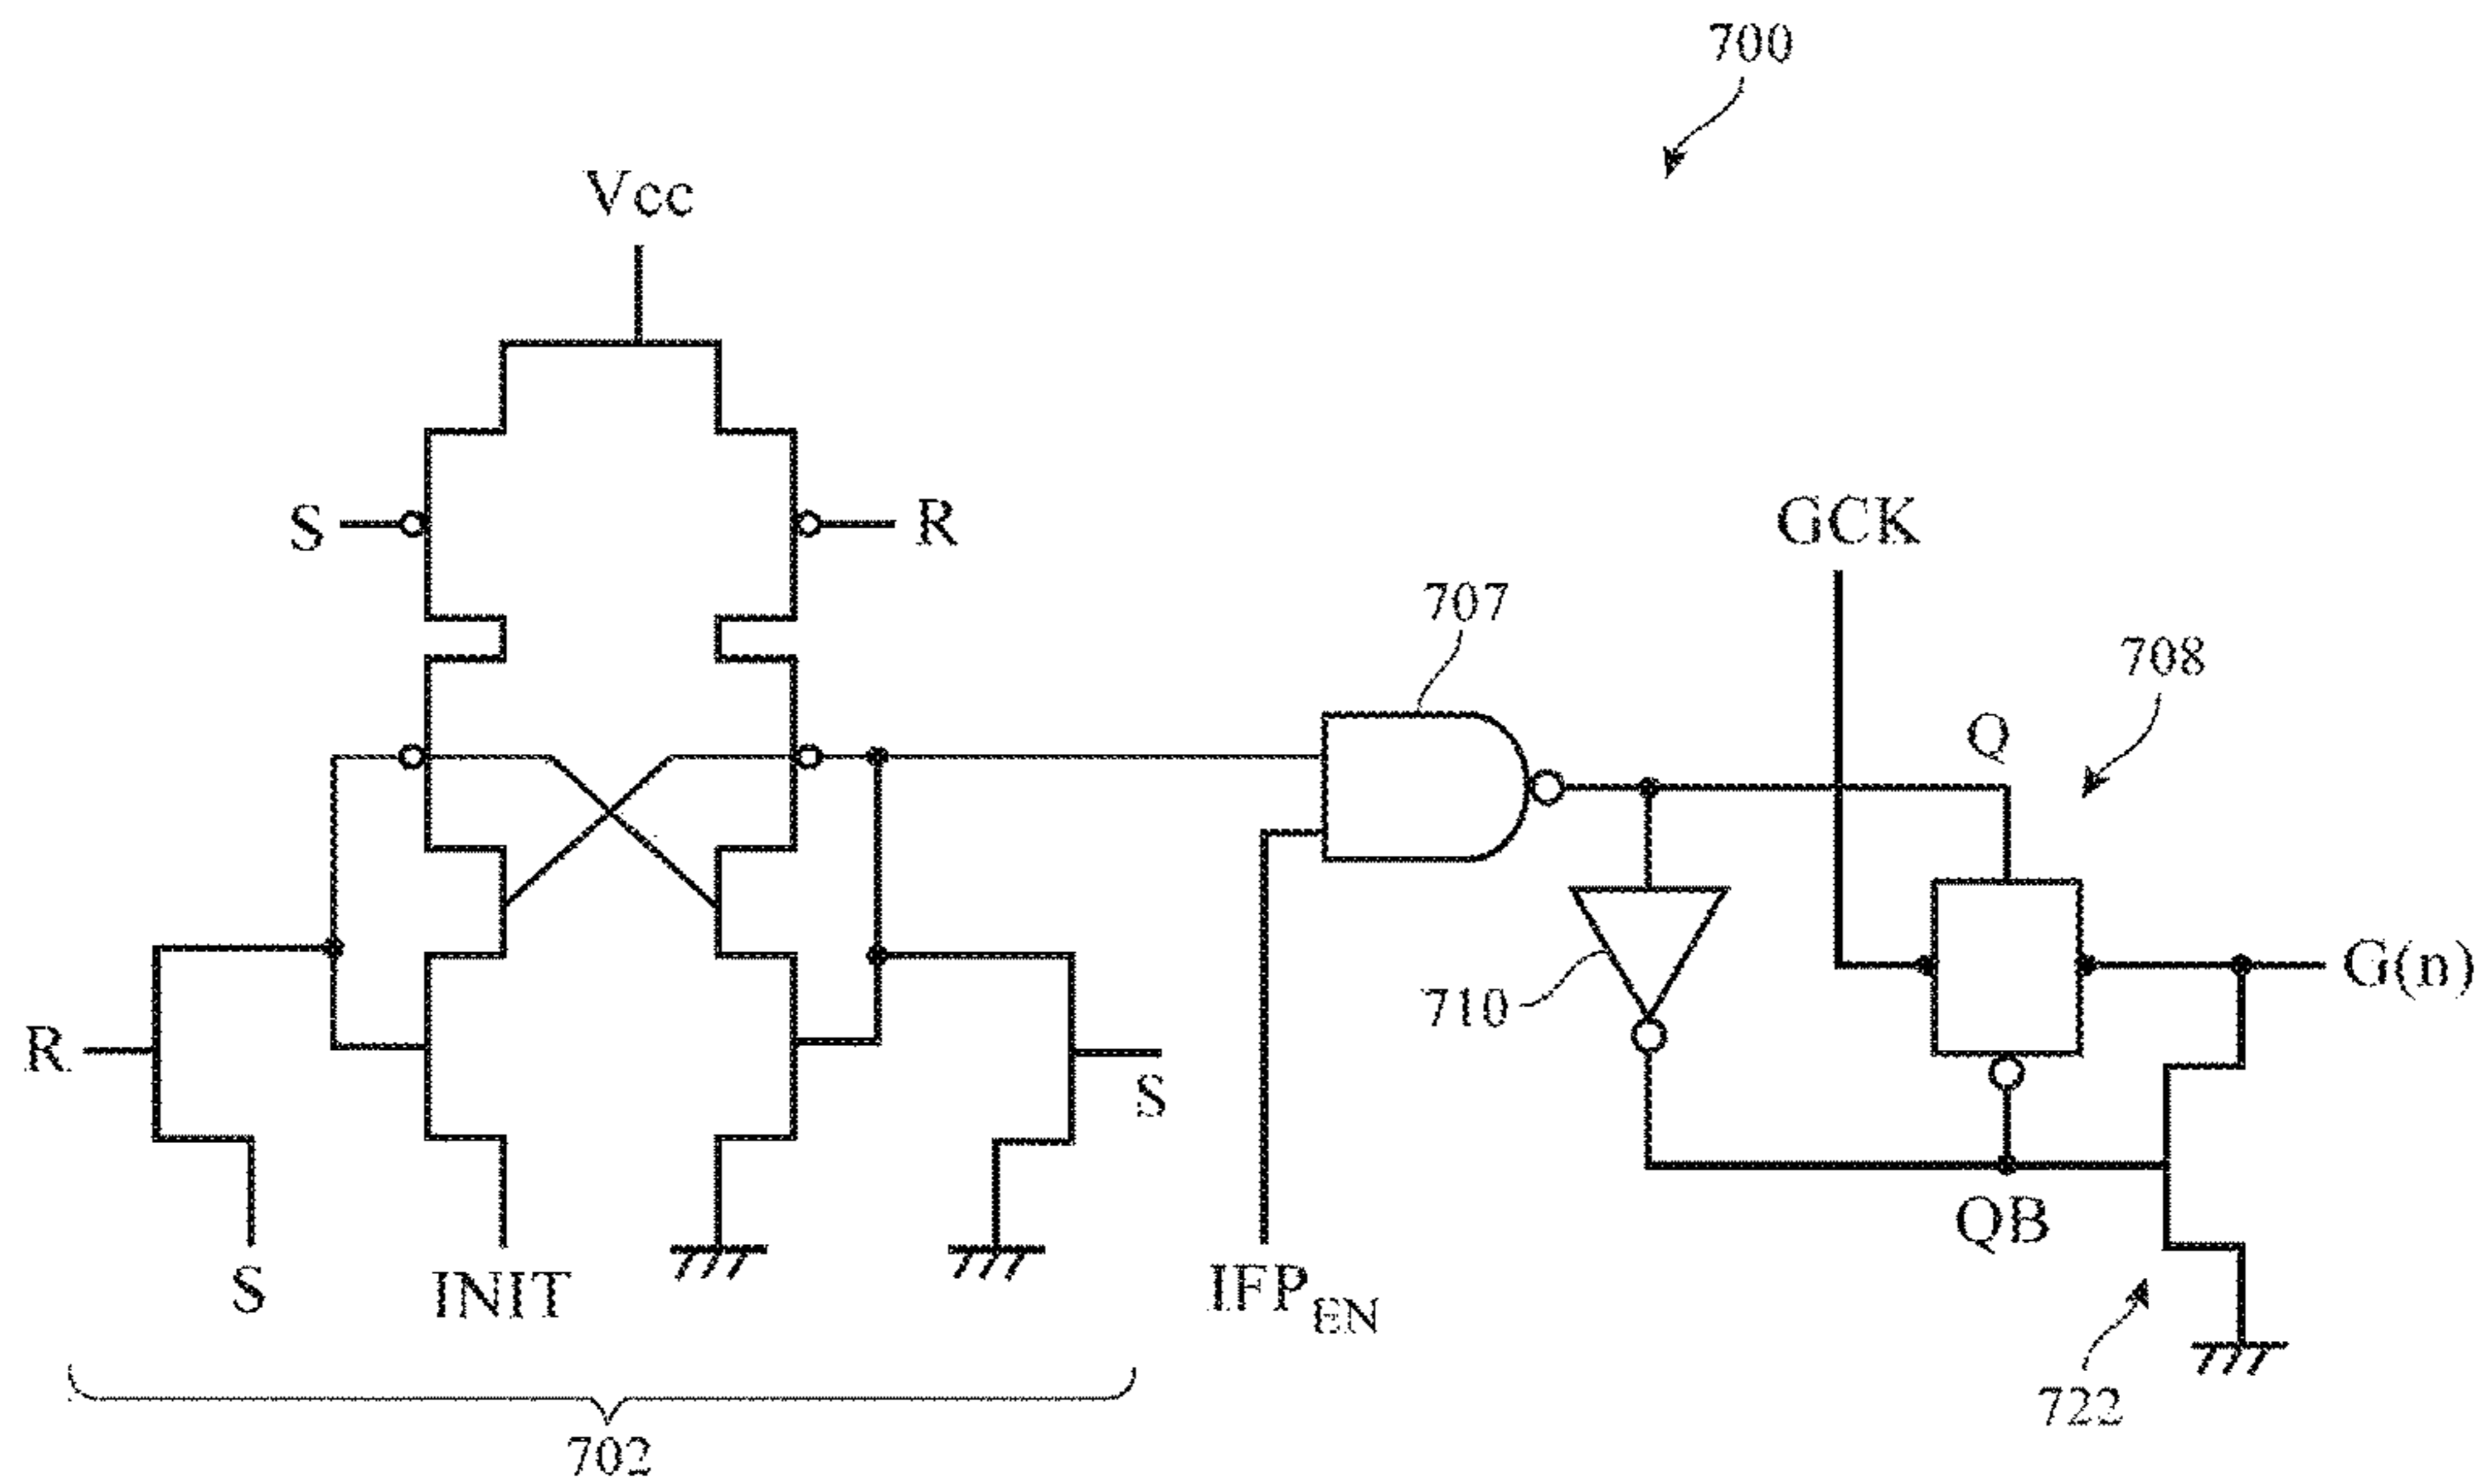 700
Vcc
S
R
GCK
707
708
Q
710
G(n)
R
S
QB
S
INIT
IFP EN
722
702